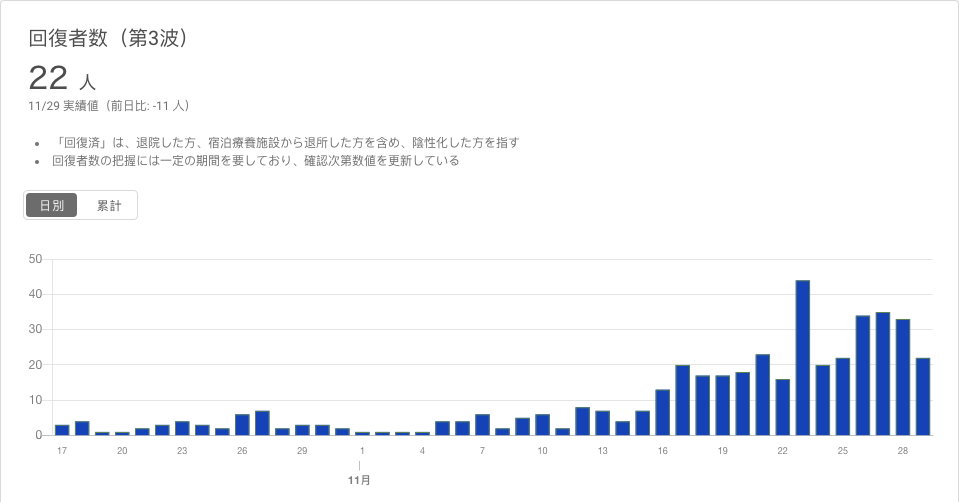 回復者数（第3波）
22 人
11/29 実績値（前日比: -11 人）
• 「回復済」は、退院した方、宿泊療養施設から退所した方を含め、陰性化した方を指す
• 回復者数の把握には一定の期間を要しており、確認次第数値を更新している
日別 累計
50
40
30
20
10
0
17 20 23 26 29 1 4 7 10 13 16 19 22 25 28
11月